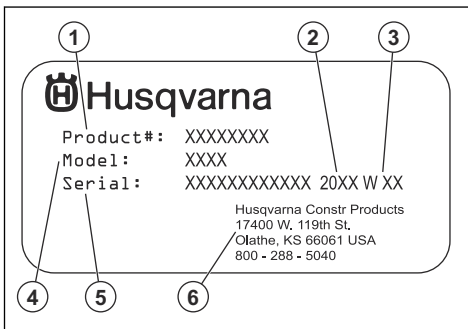 1
2
3
Husqvarna
Product#: XXXXXXXX
Model: XXXX
Serial: XXXXXXXXXXXX 20XX W XX
Husqvarna Constr Products
17400 W. 119th St.
Olathe, KS 66061 USA
800 - 288 - 5040
4
5
6